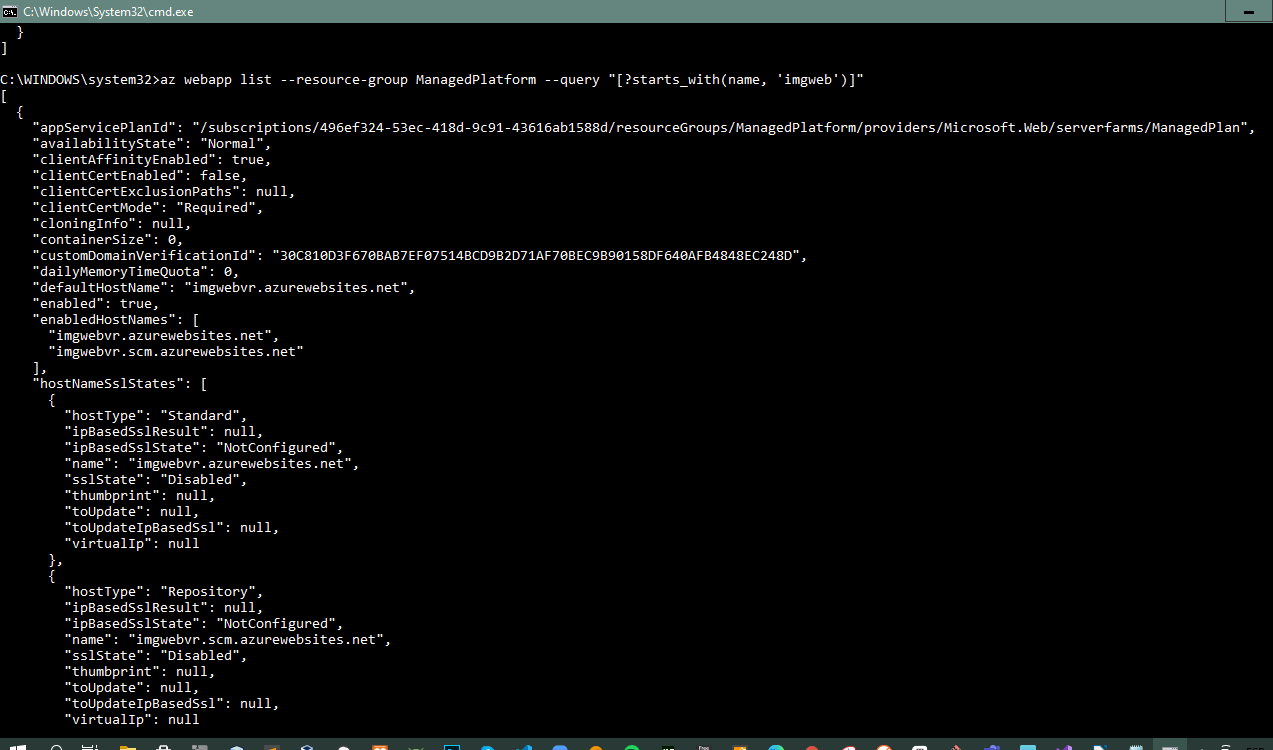 C:\Windows\System32\cmd.exe
  }
]
C:\WINDOWS\system32>az webapp list --resource-group ManagedPlatform --query "[?starts_with(name, 'imgweb')]"
[
  {
    "appServicePlanId": "/subscriptions/496ef324-53ec-418d-9c91-43616ab1588d/resourceGroups/ManagedPlatform/providers/Microsoft.Web/serverfarms/ManagedPlan",
    "availabilityState": "Normal",
    "clientAffinityEnabled": true,
    "clientCertEnabled": false,
    "clientCertExclusionPaths": null,
    "clientCertMode": "Required",
    "cloningInfo": null,
    "containerSize": 0,
    "customDomainVerificationId": "30C810D3F670BAB7EF07514BCD9B2D71AF70BEC9B90158DF640AFB4848EC248D",
    "dailyMemoryTimeQuota": 0,
    "defaultHostName": "imgwebvr.azurewebsites.net",
    "enabled": true,
    "enabledHostNames": [
      "imgwebvr.azurewebsites.net",
      "imgwebvr.scm.azurewebsites.net"
    ],
    "hostNameSslStates": [
      {
        "hostType": "Standard",
        "ipBasedSslResult": null,
        "ipBasedSslState": "NotConfigured",
        "name": "imgwebvr.azurewebsites.net",
        "sslState": "Disabled",
        "thumbprint": null,
        "toUpdate": null,
        "toUpdateIpBasedSsl": null,
        "virtualIp": null
      },
      {
        "hostType": "Repository",
        "ipBasedSslResult": null,
        "ipBasedSslState": "NotConfigured",
        "name": "imgwebvr.scm.azurewebsites.net",
        "sslState": "Disabled",
        "thumbprint": null,
        "toUpdate": null,
        "toUpdateIpBasedSsl": null,
        "virtualIp": null